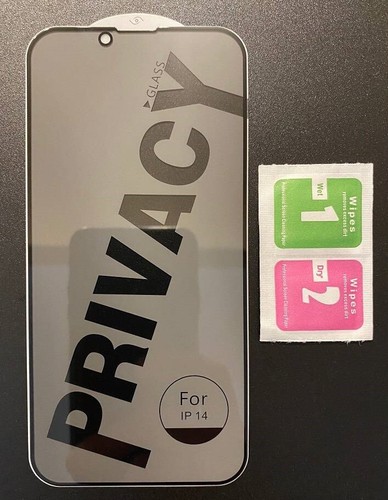 PRIVACY
GLASS
For
IP 14
Wet
1
Wipes
Dry
2
Wipes